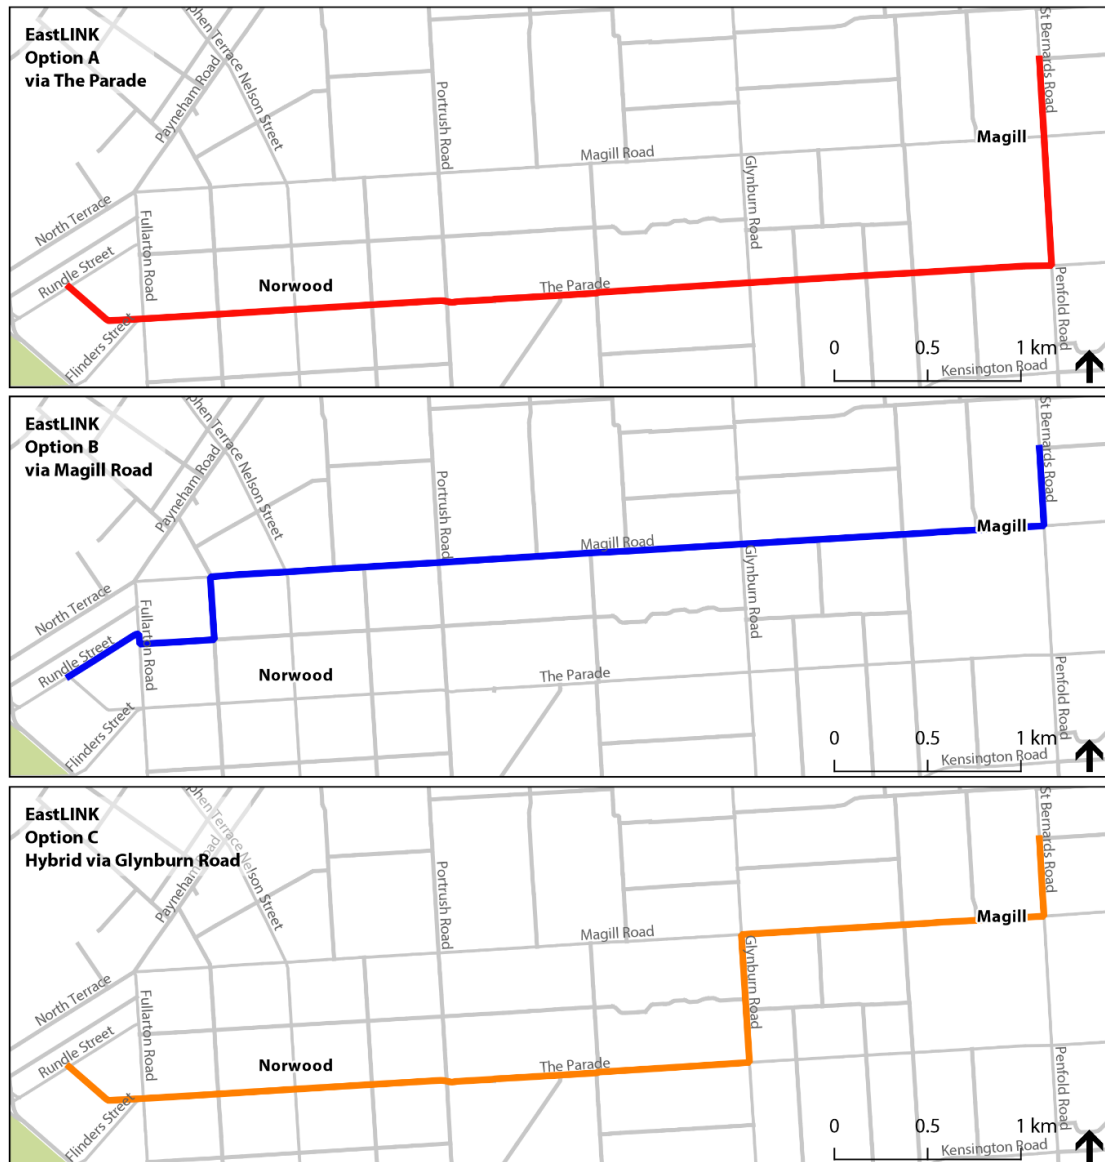 EastLINK
Option A
via The Parade
phen Terrace
Nelson Street
Payneham Road
Portrush Road
St Bernards Road
Magill
Magill Road
Glynburn Road
North Terrace
Fullarton Road
Rundle Street
Norwood
The Parade
Penfold Road
Flinders Street
0 0.5 1 km
Kensington Road
EastLINK
Option B
via Magill Road
phen Terrace
Nelson Street
Payneham Road
Portrush Road
St Bernards Road
Magill
Magill Road
Glynburn Road
North Terrace
Fullarton Road
Rundle Street
Norwood
The Parade
Penfold Road
Flinders Street
0 0.5 1 km
Kensington Road
EastLINK
Option C
Hybrid via Glynburn Road
phen Terrace
Nelson Street
Payneham Road
Portrush Road
St Bernards Road
Magill
Magill Road
Glynburn Road
North Terrace
Fullarton Road
Rundle Street
Norwood
The Parade
Penfold Road
Flinders Street
0 0.5 1 km
Kensington Road